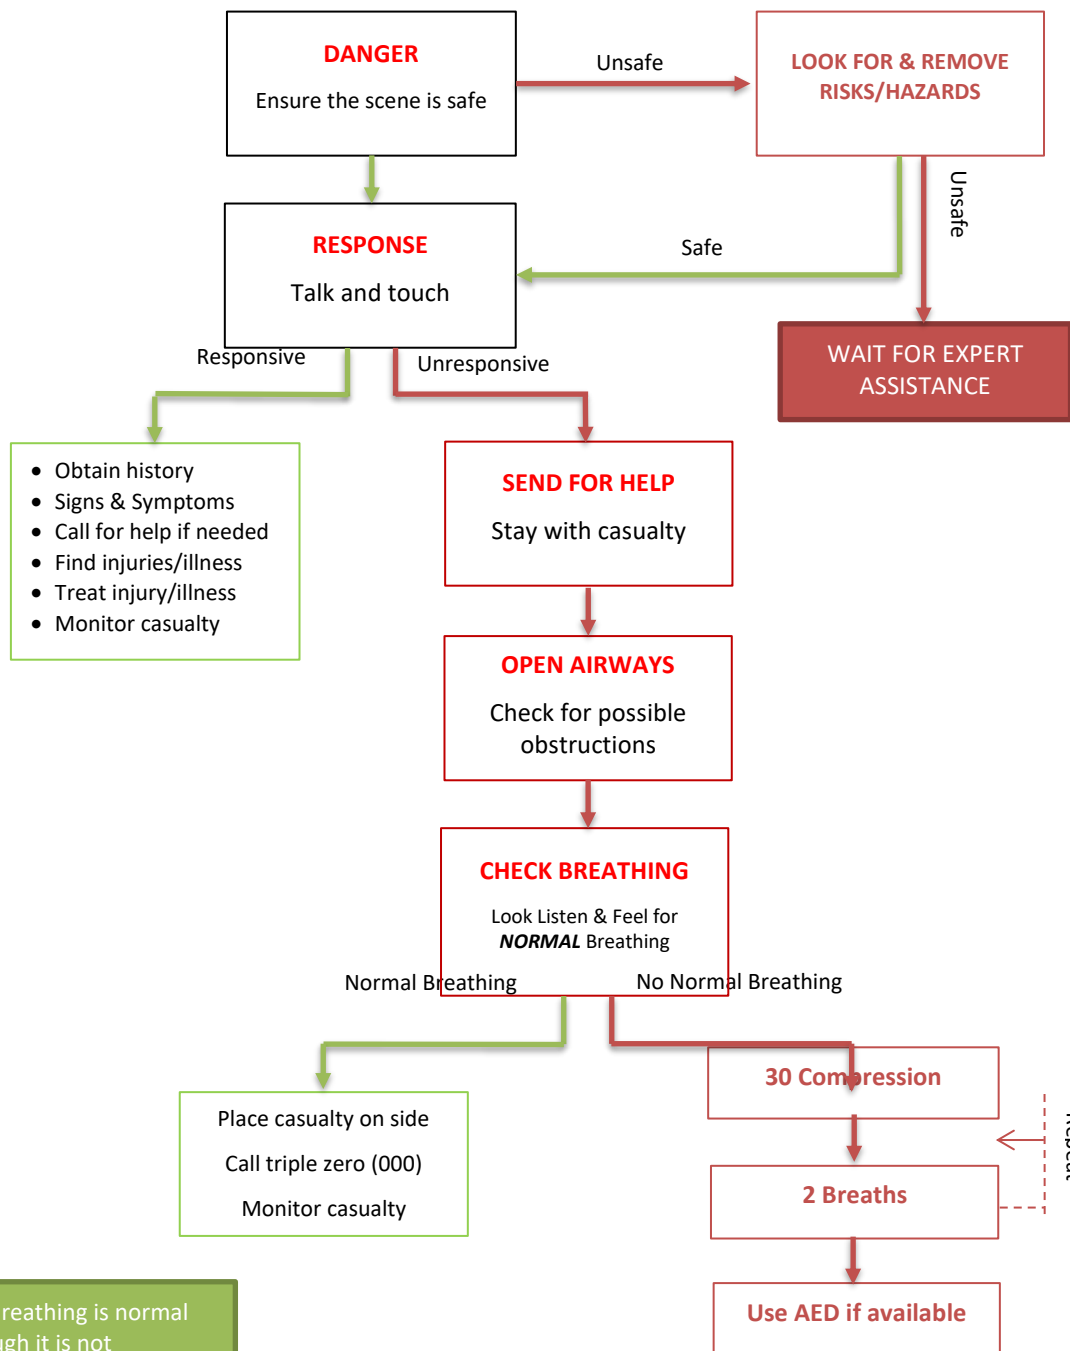 DANGER
Ensure the scene is safe
Unsafe
LOOK FOR & REMOVE
RISKS/HAZARDS
Unsafe
RESPONSE
Talk and touch
Safe
WAIT FOR EXPERT
ASSISTANCE
Responsive
Unresponsive
• Obtain history
• Signs & Symptoms
• Call for help if needed
• Find injuries/illness
• Treat injury/illness
• Monitor casualty
SEND FOR HELP
Stay with casualty
OPEN AIRWAYS
Check for possible
obstructions
CHECK BREATHING
Look Listen & Feel for
NORMAL Breathing
Normal Breathing
No Normal Breathing
Place casualty on side
Call triple zero (000)
Monitor casualty
30 Compression
Repeat
2 Breaths
Use AED if available
reathing is normal
ugh it is not